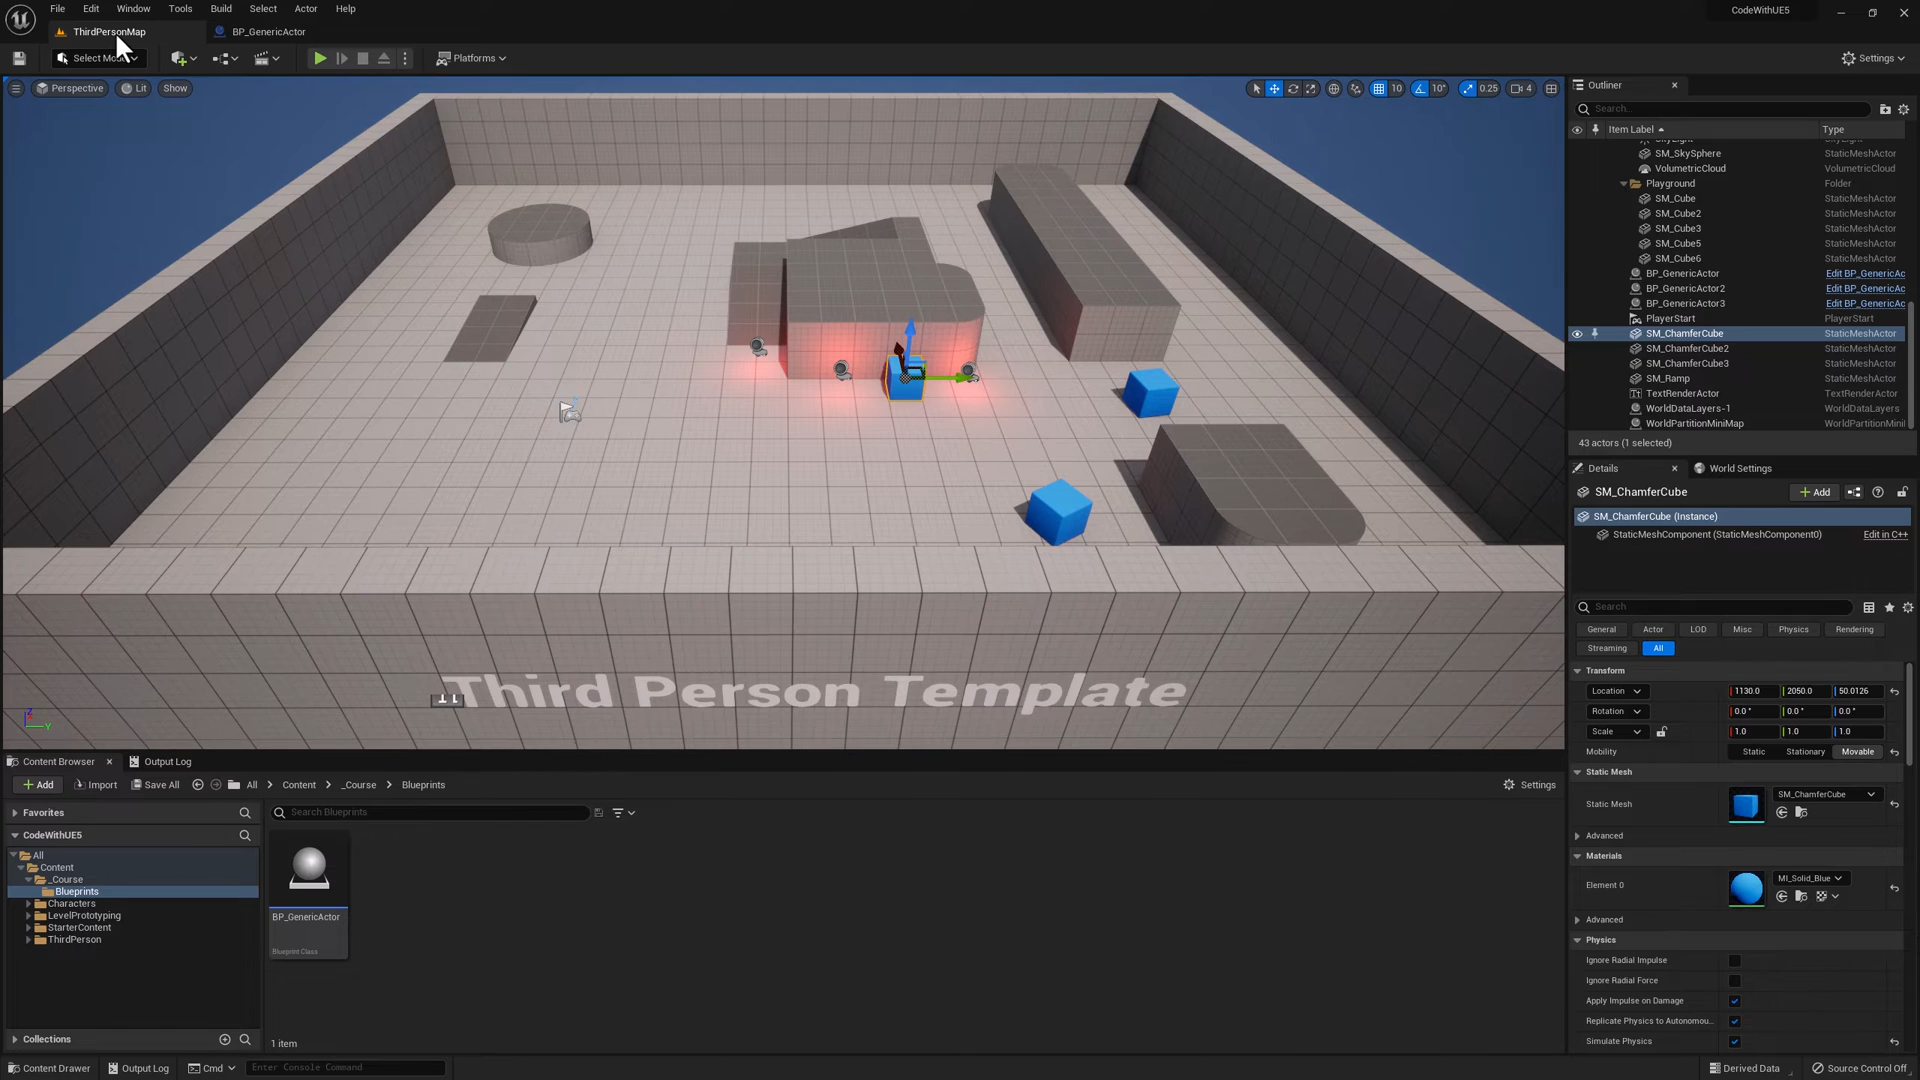 File Edit Window Tools Build Select Actor Help
CodeWithUE5
ThirdPersonMap BP_GenericActor
Platforms Settings
Perspective Lit Show
10 10° 0.25 4
Third Person Template
Outliner
Search...
Item Label Type
SM_SkySphere StaticMeshActor
VolumetricCloud VolumetricCloud
Playground Folder
SM_Cube StaticMeshActor
SM_Cube2 StaticMeshActor
SM_Cube3 StaticMeshActor
SM_Cube5 StaticMeshActor
SM_Cube6 StaticMeshActor
BP_GenericActor Edit BP_GenericAc
BP_GenericActor2 Edit BP_GenericAc
BP_GenericActor3 Edit BP_GenericAc
PlayerStart PlayerStart
SM_ChamferCube StaticMeshActor
SM_ChamferCube2 StaticMeshActor
SM_ChamferCube3 StaticMeshActor
SM_Ramp StaticMeshActor
TextRenderActor TextRenderActor
WorldDataLayers-1 WorldDataLayers
WorldPartitionMiniMap WorldPartitionMini
43 actors (1 selected)
Details World Settings
SM_ChamferCube Add
SM_ChamferCube (Instance)
StaticMeshComponent (StaticMeshComponent0) Edit in C++
Search
General Actor LOD Misc Physics Rendering
Streaming All
Transform
Location 1130.0 2050.0 50.0126
Rotation 0.0 ° 0.0 ° 0.0 °
Scale 1.0 1.0 1.0
Mobility Static Stationary Movable
Static Mesh
Static Mesh SM_ChamferCube
Advanced
Materials
Element 0 MI_Solid_Blue
Advanced
Physics
Ignore Radial Impulse
Ignore Radial Force
Apply Impulse on Damage
Replicate Physics to Autonomou...
Simulate Physics
Content Browser Output Log
Add Import Save All All Content _Course Blueprints Settings
Favorites
Search Blueprints
CodeWithUE5
All
Content
_Course
Blueprints
Characters
LevelPrototyping
StarterContent
ThirdPerson
BP_GenericActor
Blueprint Class
Collections
1 item
Content Drawer Output Log Cmd Enter Console Command Derived Data Source Control Off